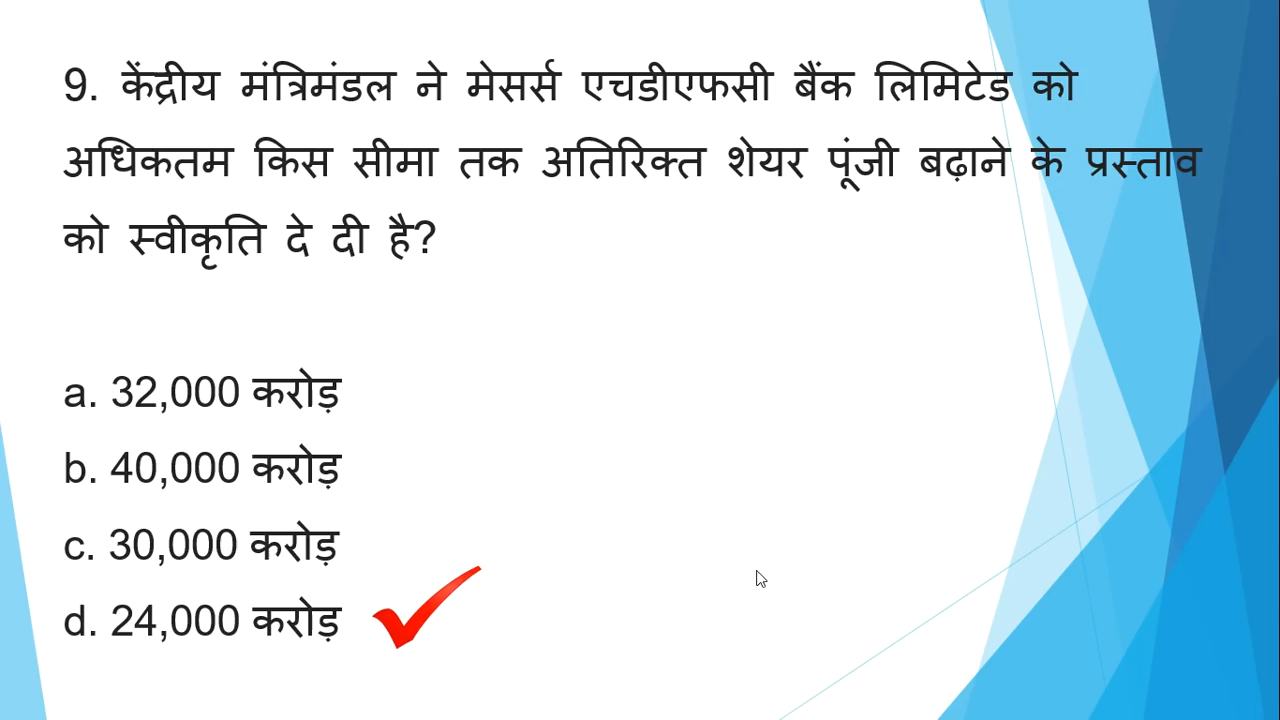 9. केंद्रीय मंत्रिमंडल ने मेसर्स एचडीएफसी बैंक लिमिटेड को
अधिकतम किस सीमा तक अतिरिक्त शेयर पूंजी बढ़ाने के प्रस्ताव
को स्वीकृति दे दी है?
a. 32,000 करोड़
b. 40,000 करोड़
c. 30,000 करोड़
d. 24,000 करोड़